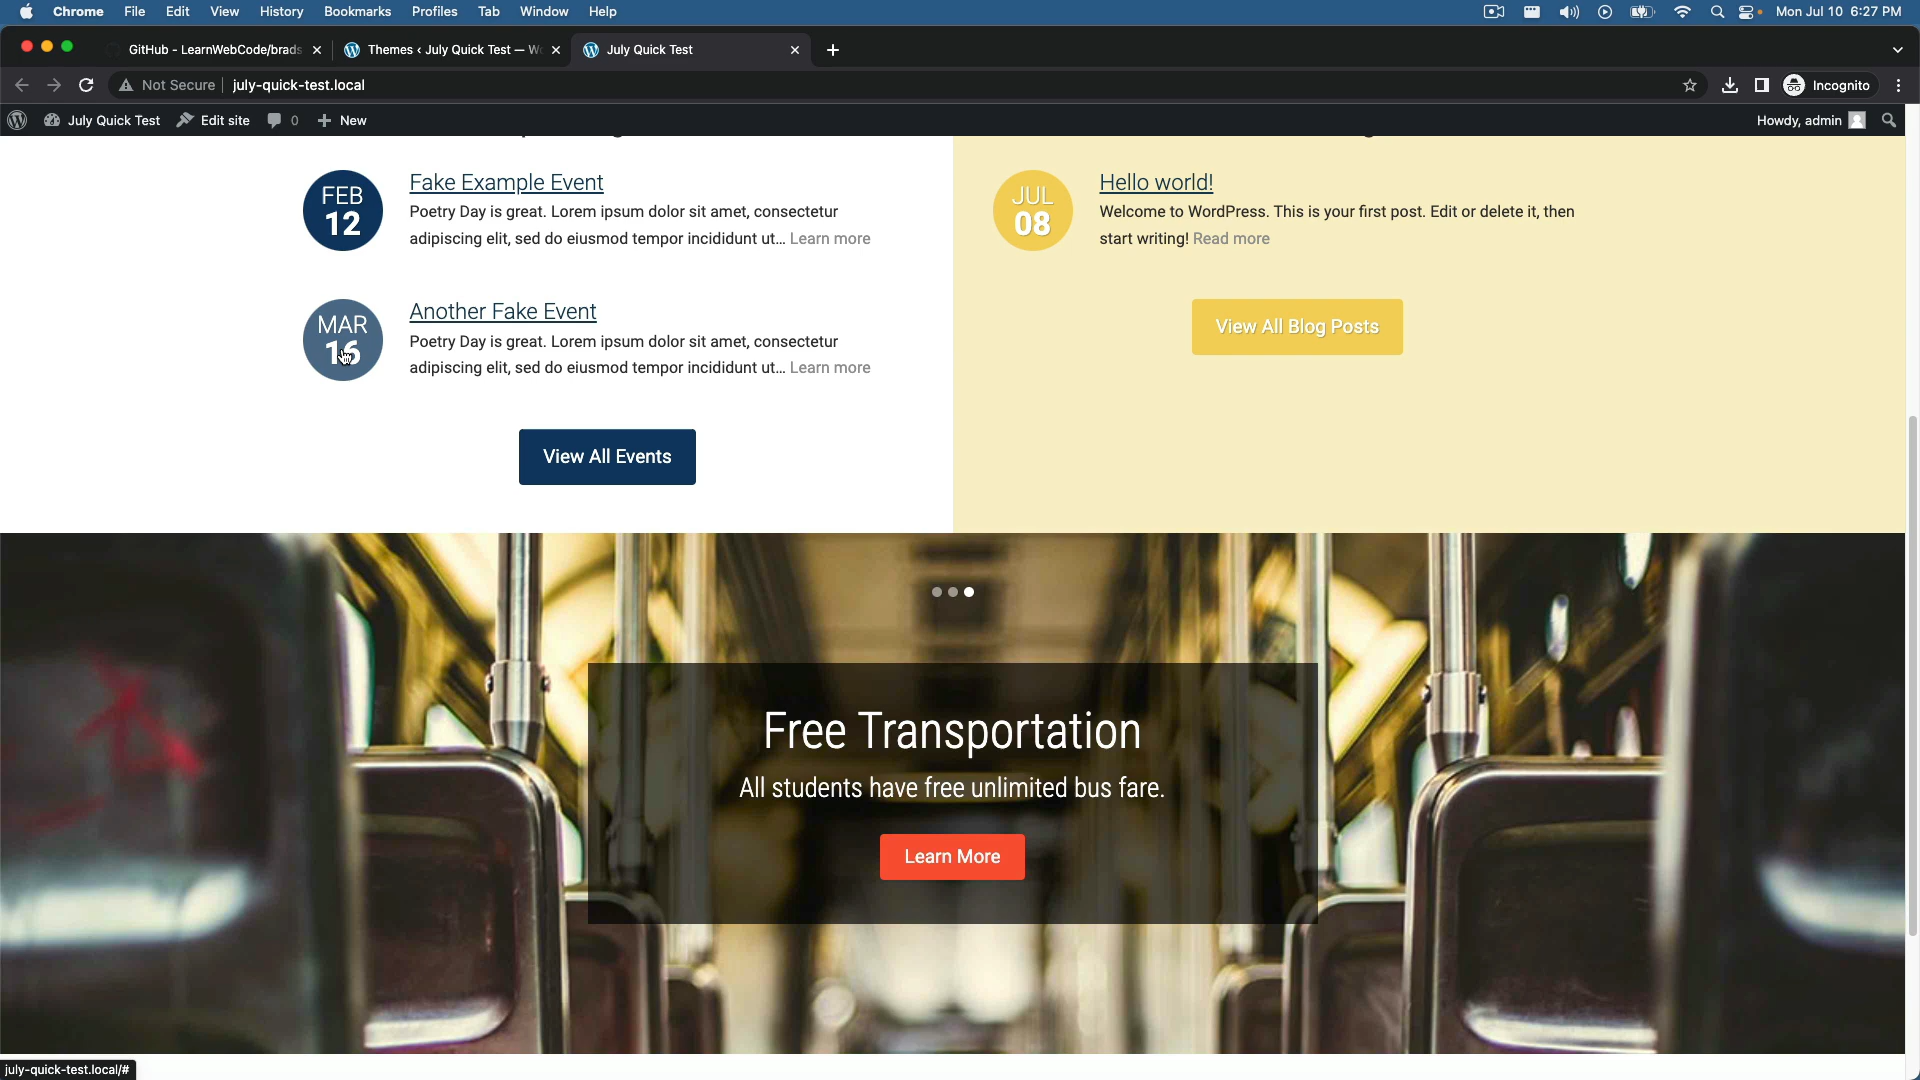 Chrome File Edit View History Bookmarks Profiles Tab Window Help
Mon Jul 10 6:27 PM
GitHub - LearnWebCode/brads
Themes ‹ July Quick Test — W
July Quick Test
Not Secure july-quick-test.local
Incognito
July Quick Test Edit site 0 New
Howdy, admin
FEB
12
Fake Example Event
Poetry Day is great. Lorem ipsum dolor sit amet, consectetur
adipiscing elit, sed do eiusmod tempor incididunt ut... Learn more
MAR
16
Another Fake Event
Poetry Day is great. Lorem ipsum dolor sit amet, consectetur
adipiscing elit, sed do eiusmod tempor incididunt ut... Learn more
View All Events
JUL
08
Hello world!
Welcome to WordPress. This is your first post. Edit or delete it, then
start writing! Read more
View All Blog Posts
Free Transportation
All students have free unlimited bus fare.
Learn More
july-quick-test.local/#